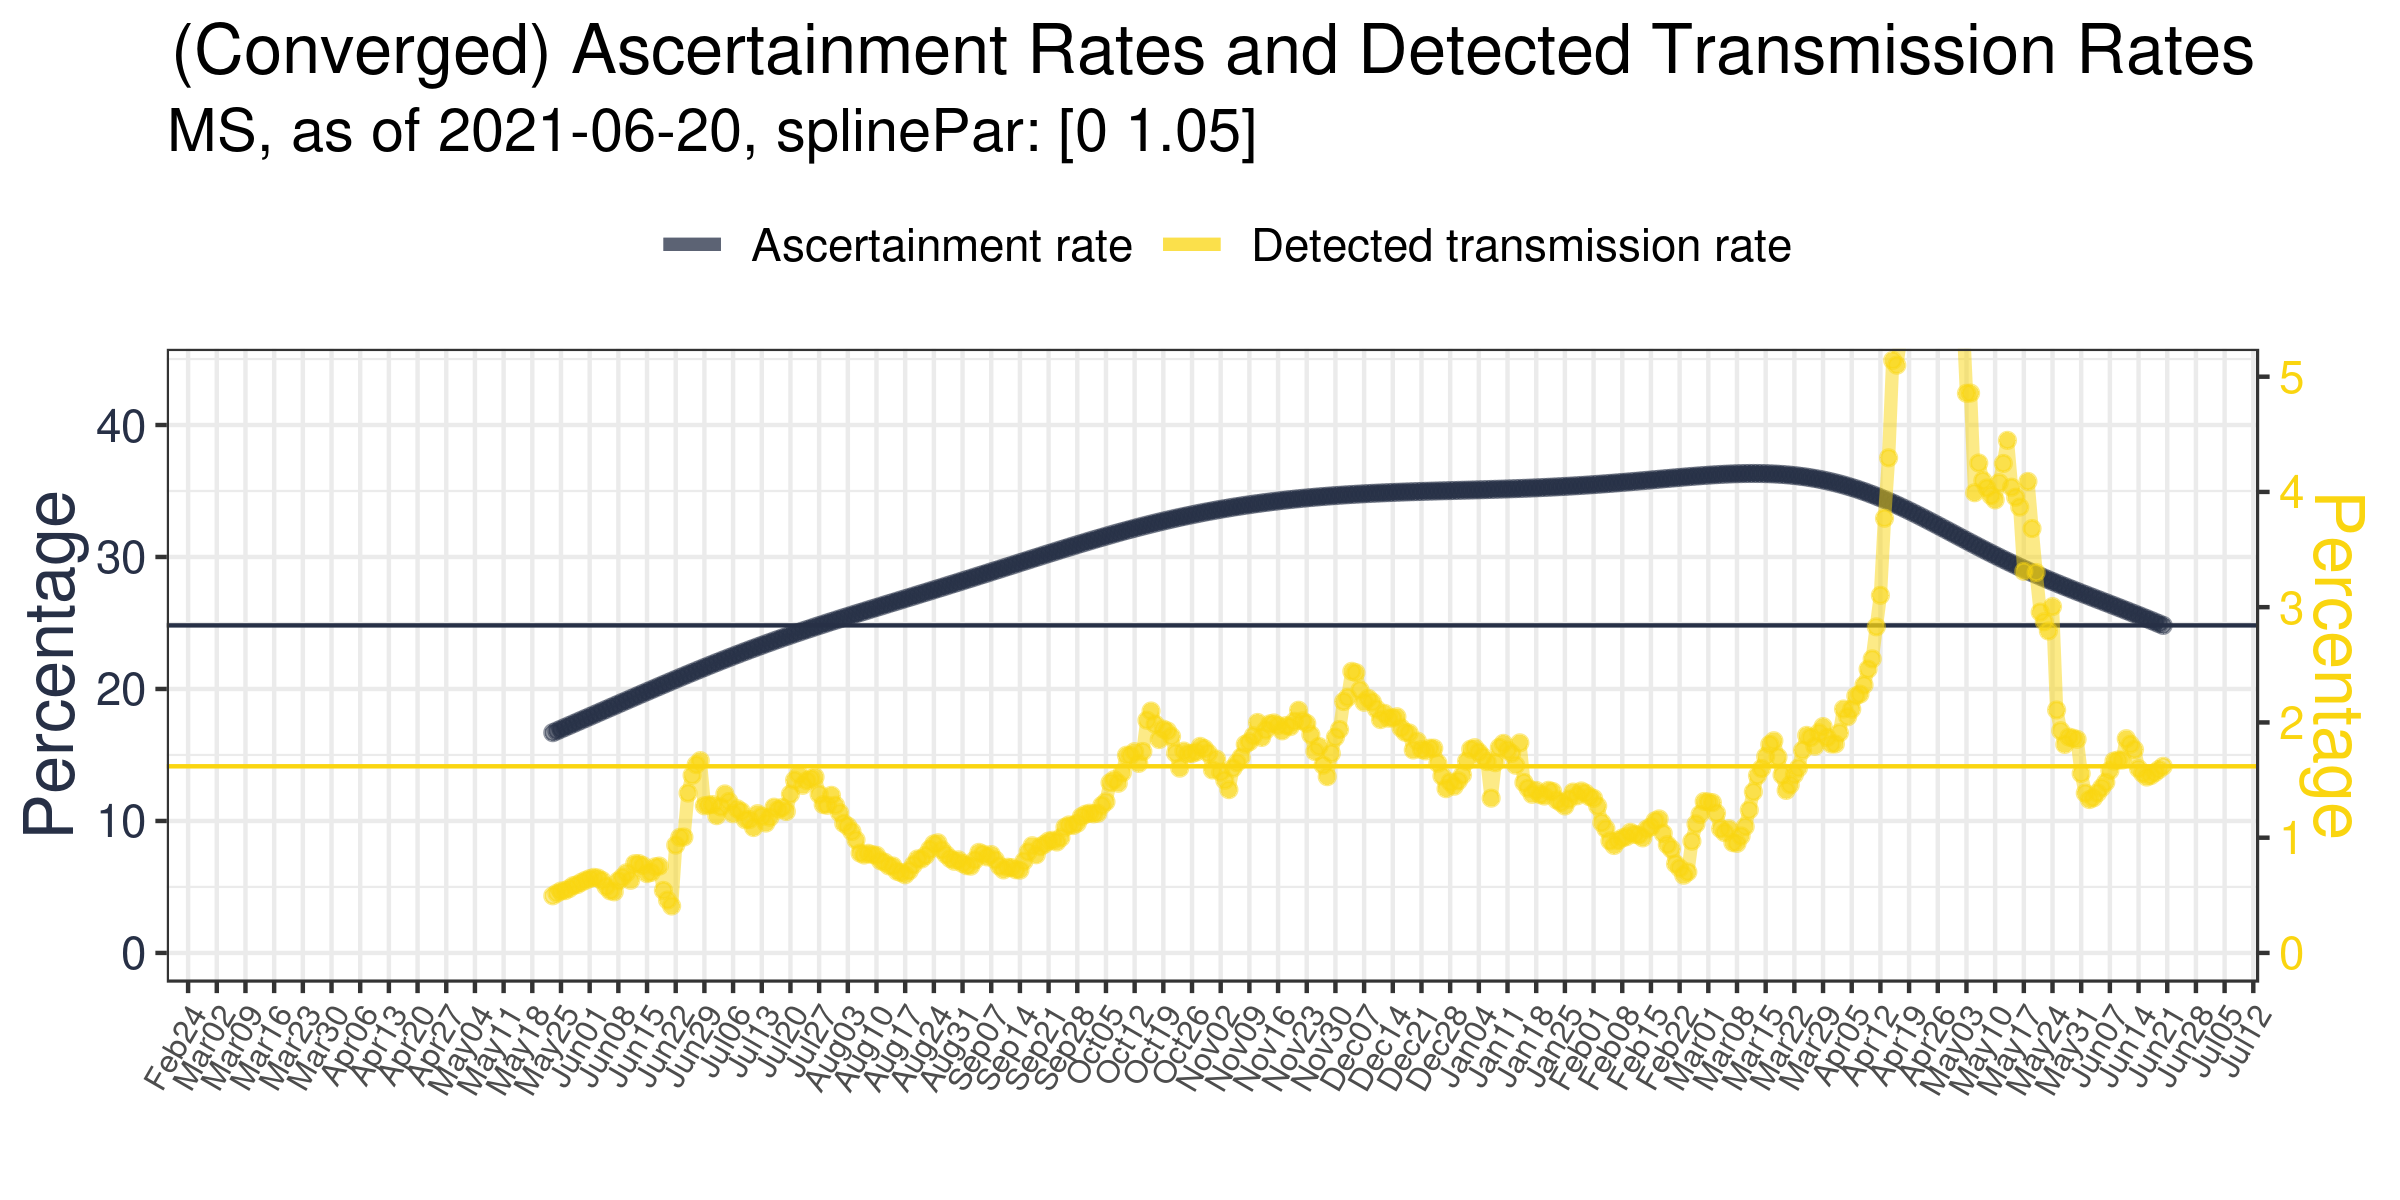 (Converged) Ascertainment Rates and Detected Transmission Rates
MS, as of 2021-06-20, splinePar: [0 1.05]
Ascertainment rate Detected transmission rate
Percentage
40
30
20
10
0
5
4
3
2
1
0
Percentage
Feb24
Mar02
Mar09
Mar16
Mar23
Mar30
Apr06
Apr13
Apr20
Apr27
May04
May11
May18
May25
Jun01
Jun08
Jun15
Jun22
Jun29
Jul06
Jul13
Jul20
Jul27
Aug03
Aug10
Aug17
Aug24
Aug31
Sep07
Sep14
Sep21
Sep28
Oct05
Oct12
Oct19
Oct26
Nov02
Nov09
Nov16
Nov23
Nov30
Dec07
Dec14
Dec21
Dec28
Dec04
Jan11
Jan18
Jan25
Feb01
Feb08
Feb15
Feb22
Mar01
Mar08
Mar15
Mar22
Mar29
Apr05
Apr12
Apr19
Apr26
May03
May10
May17
May24
May31
Jun07
Jun14
Jun21
Jun28
Jul05
Jul12